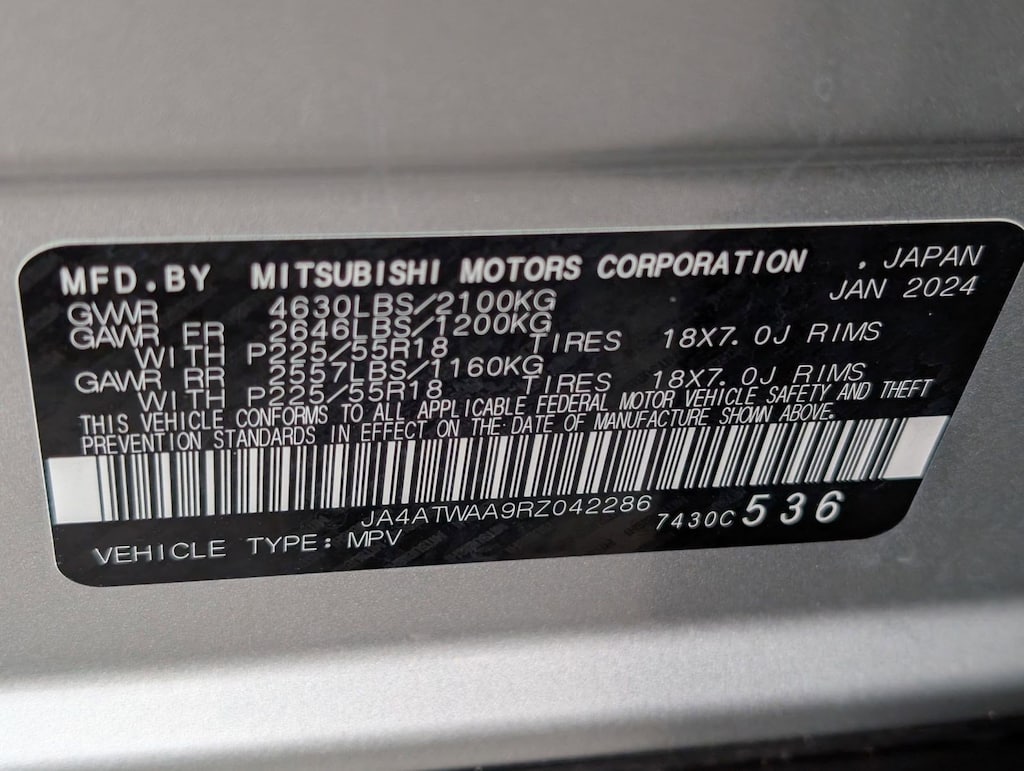 MFD.BY MITSUBISHI MOTORS CORPORATION . JAPAN
JAN 2024
GVWR 4630LBS/2100KG
GAWR FR 2646LBS/1200KG
WITH P225/55R18 TIRES 18X7.0J RIMS
GAWR RR 2557LBS/1160KG
WITH P225/55R18 TIRES 18X7.0J RIMS
THIS VEHICLE CONFORMS TO ALL APPLICABLE FEDERAL MOTOR VEHICLE SAFETY AND THEFT
PREVENTION STANDARDS IN EFFECT ON THE DATE OF MANUFACTURE SHOWN ABOVE.
JA4ATWAA9RZ042286 7430C 536
VEHICLE TYPE: MPV